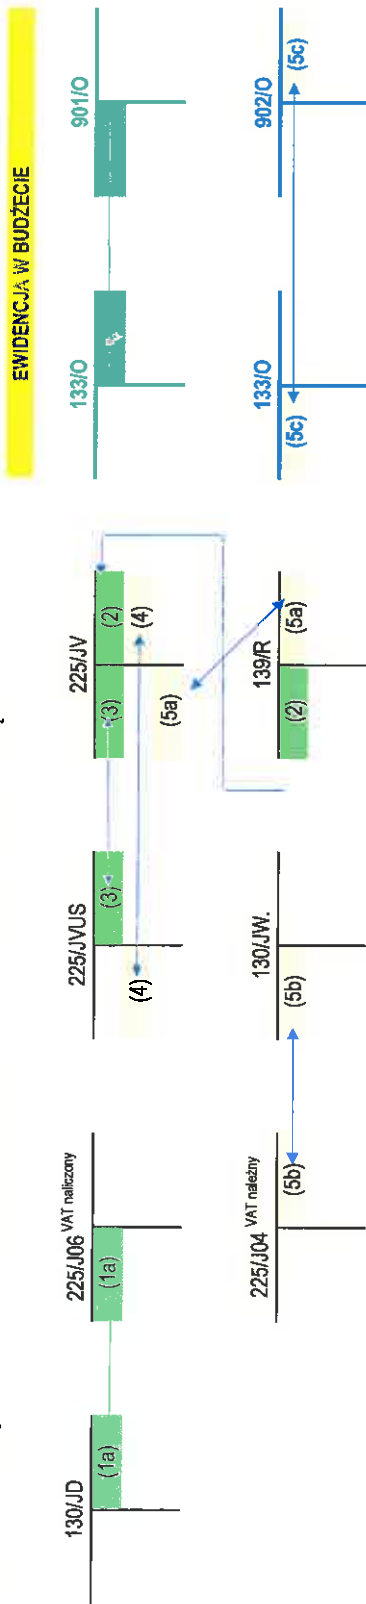 EWIDENCJA W BUDŻECIE
130/JD
(1a)
225/J06 VAT naliczony
(1a)
225/JVUS
(3)
(4)
225/JV
(3)
(2)
(4)
(5a)
133/O
901/O
225/J04 VAT należny
(5b)
130/JW.
(5b)
139/R
(2)
(5a)
133/O
(5c)
902/O
(5c)